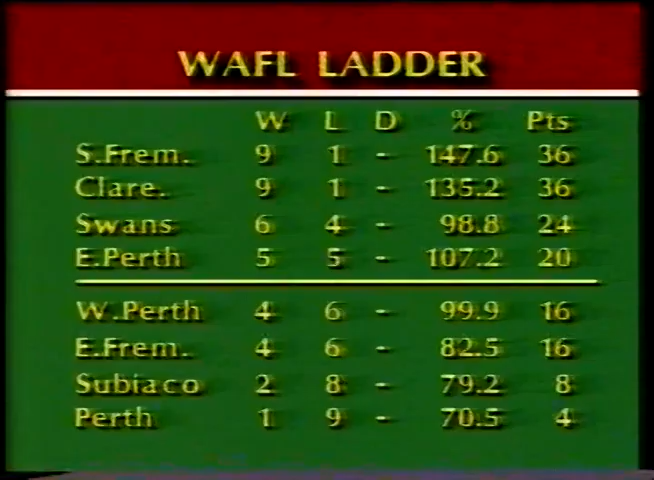 WAFL LADDER
W L D % Pts
S.Frem. 9 1 - 147.6 36
Clare. 9 1 - 135.2 36
Swans 6 4 - 98.8 24
E.Perth 5 5 - 107.2 20
W.Perth 4 6 - 99.9 16
E.Frem. 4 6 - 82.5 16
Subiaco 2 8 - 79.2 8
Perth 1 9 - 70.5 4